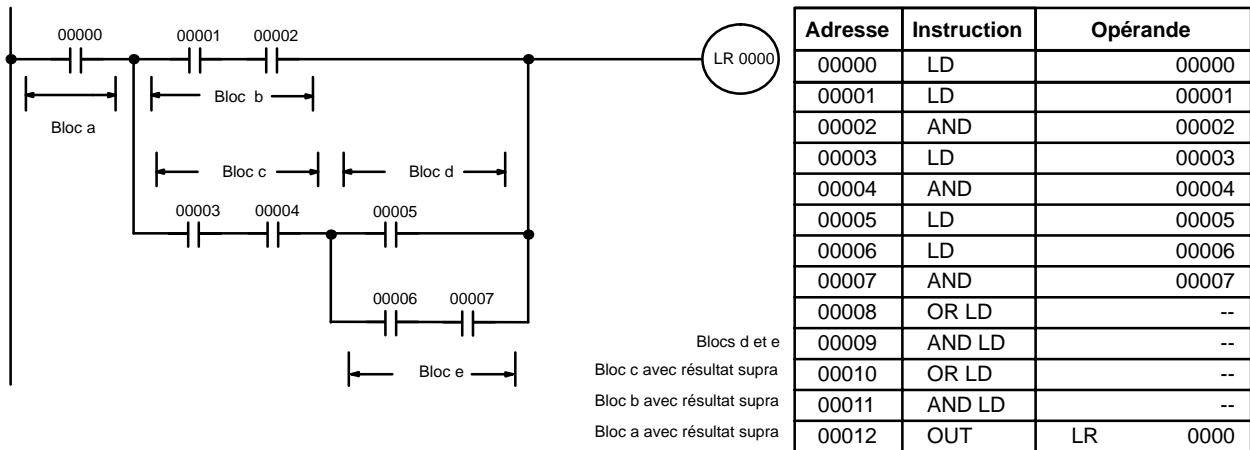 00000 00001 00002
LR 0000
Bloc a
Bloc b
Bloc c Bloc d
00003 00004 00005
00006 00007
Bloc e
Blocs d et e
Bloc c avec résultat supra
Bloc b avec résultat supra
Bloc a avec résultat supra
Adresse Instruction Opérande
00000 LD 00000
00001 LD 00001
00002 AND 00002
00003 LD 00003
00004 AND 00004
00005 LD 00005
00006 LD 00006
00007 AND 00007
00008 OR LD --
00009 AND LD --
00010 OR LD --
00011 AND LD --
00012 OUT LR 0000